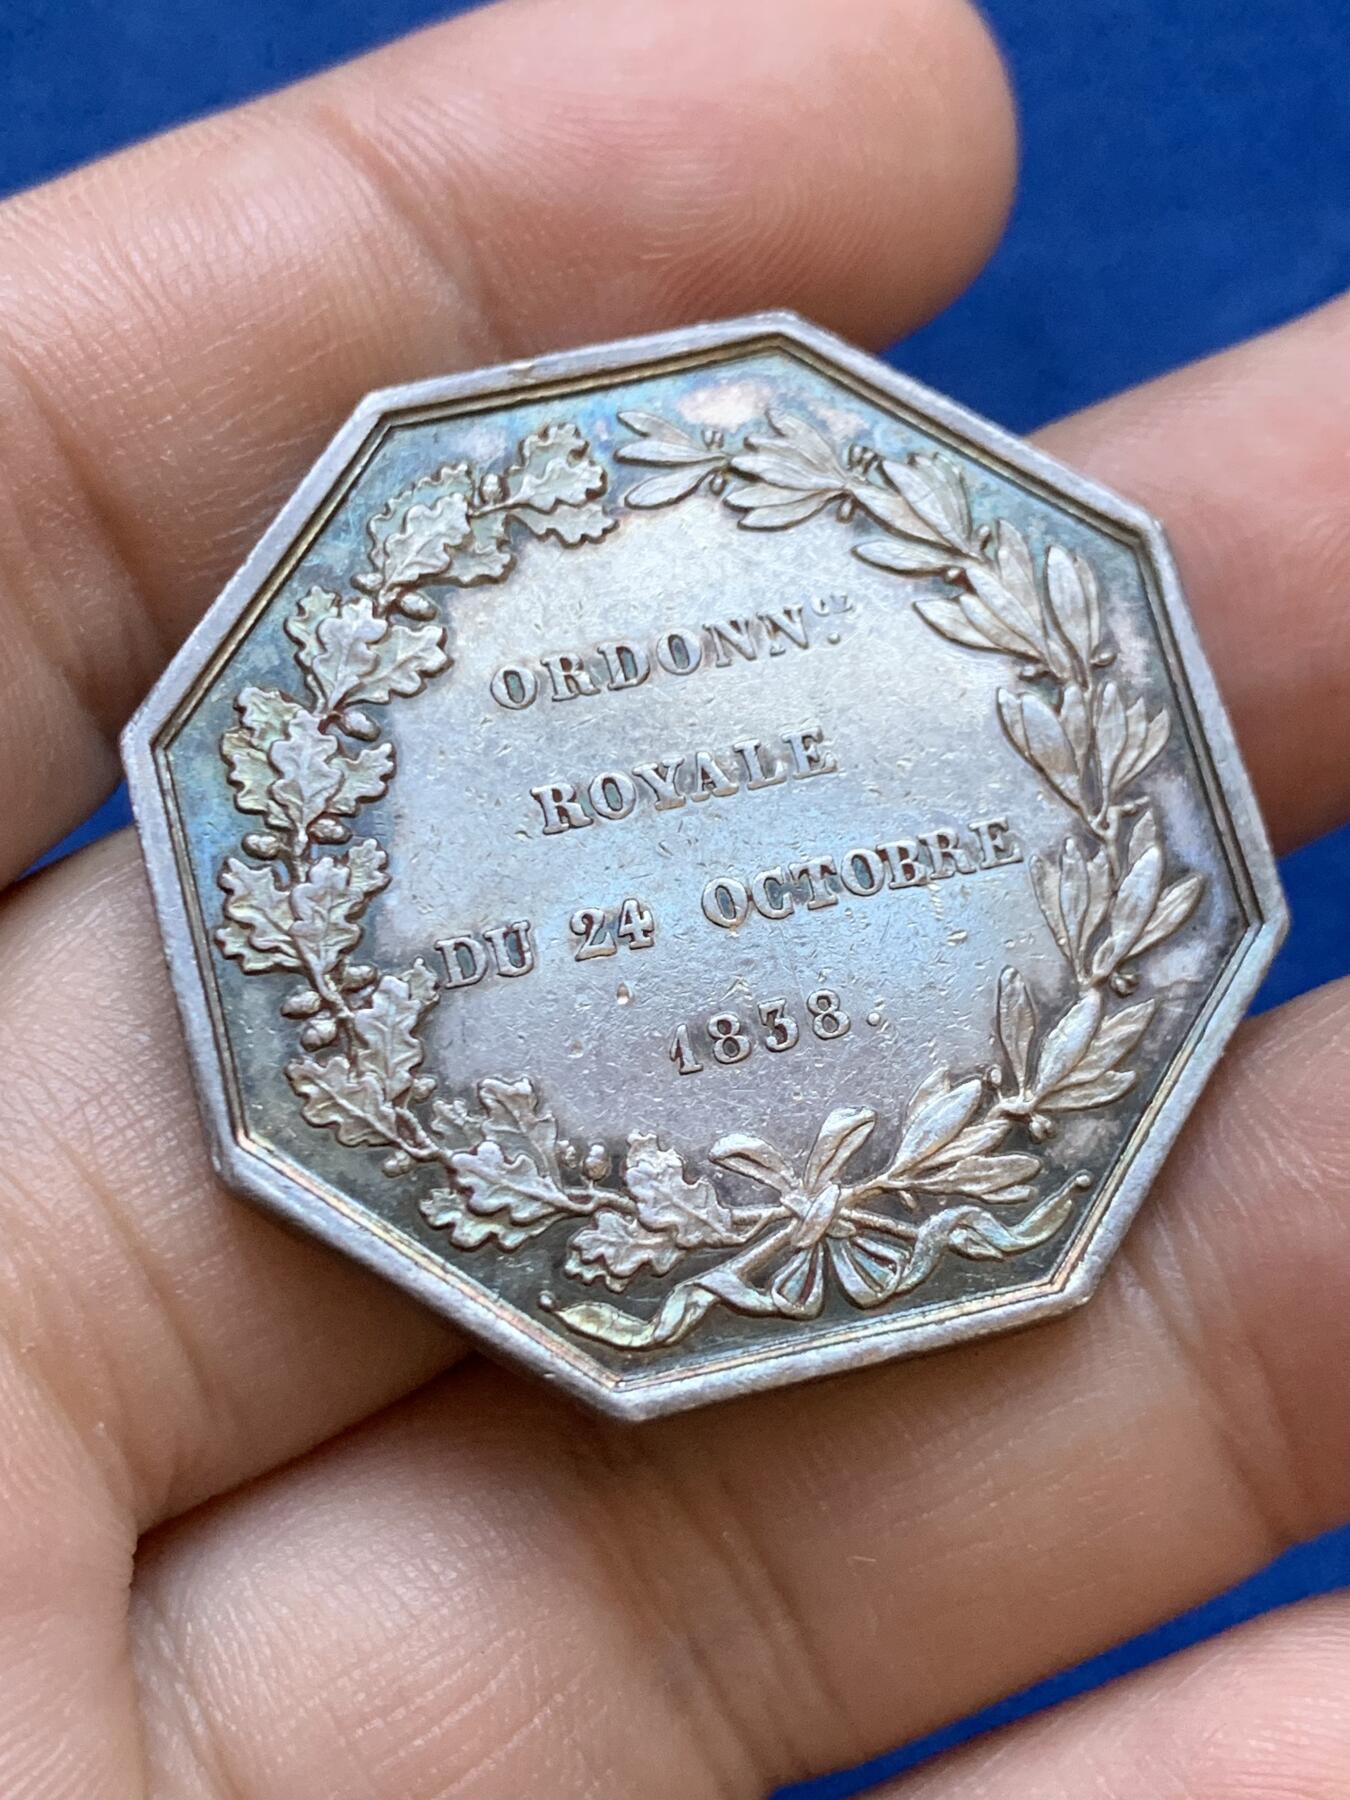 ORDONN.CE
ROYALE
DU 24 OCTOBRE
1838.